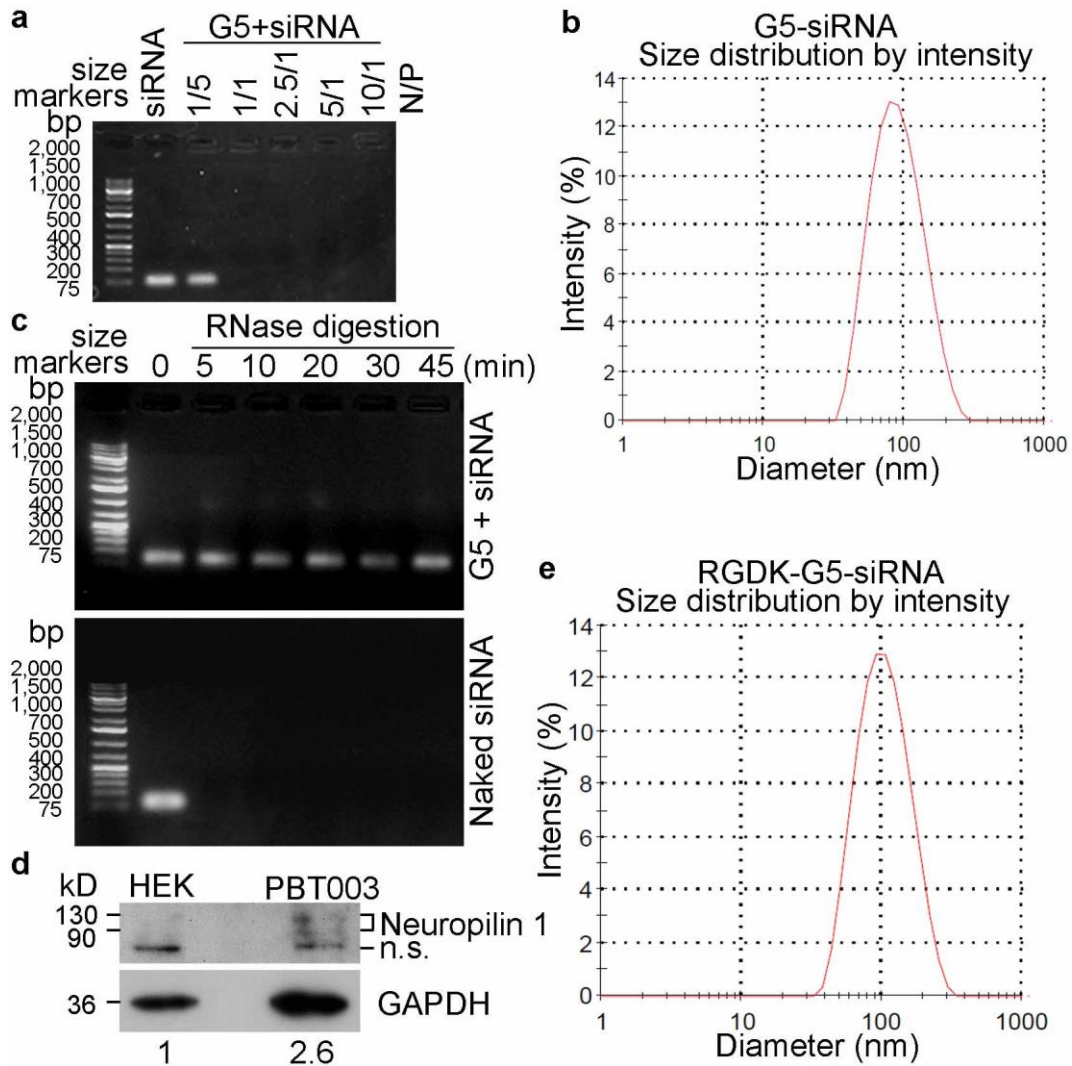 a
G5+siRNA
size
markers
siRNA
1/5
1/1
2.5/1
5/1
10/1
N/P
bp
2,000
1,500
1,000
700
500
400
300
200
75
b
G5-siRNA
Size distribution by intensity
Intensity (%)
14
12
10
8
6
4
2
0
1 10 100 1000
Diameter (nm)
c
size
markers
RNase digestion
0 5 10 20 30 45 (min)
bp
2,000
1,500
1,000
700
500
400
300
200
75
G5 + siRNA
bp
2,000
1,500
1,000
700
500
400
300
200
75
Naked siRNA
d
kD HEK PBT003
130
90
Neuropilin 1
n.s.
36
GAPDH
1 2.6
e
RGDK-G5-siRNA
Size distribution by intensity
Intensity (%)
14
12
10
8
6
4
2
0
1 10 100 1000
Diameter (nm)